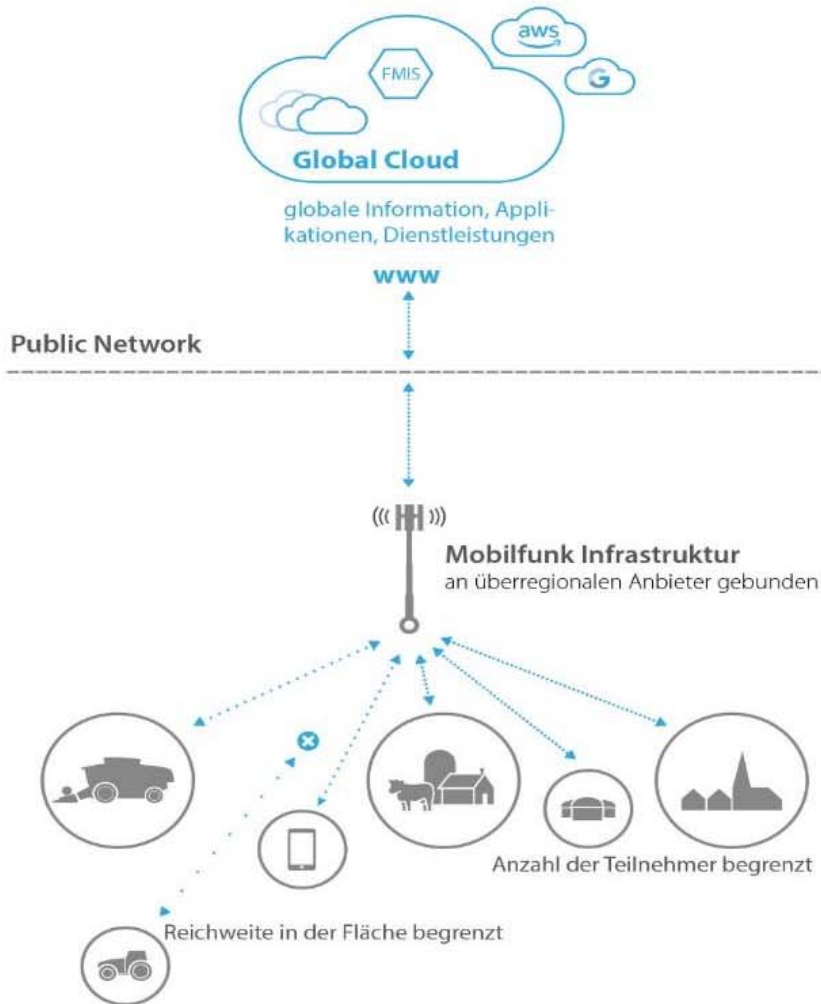 aws
FMIS
G
Global Cloud
globale Information, Appli-
kationen, Dienstleistungen
www
Public Network
Mobilfunk Infrastruktur
an überregionalen Anbieter gebunden
Anzahl der Teilnehmer begrenzt
Reichweite in der Fläche begrenzt